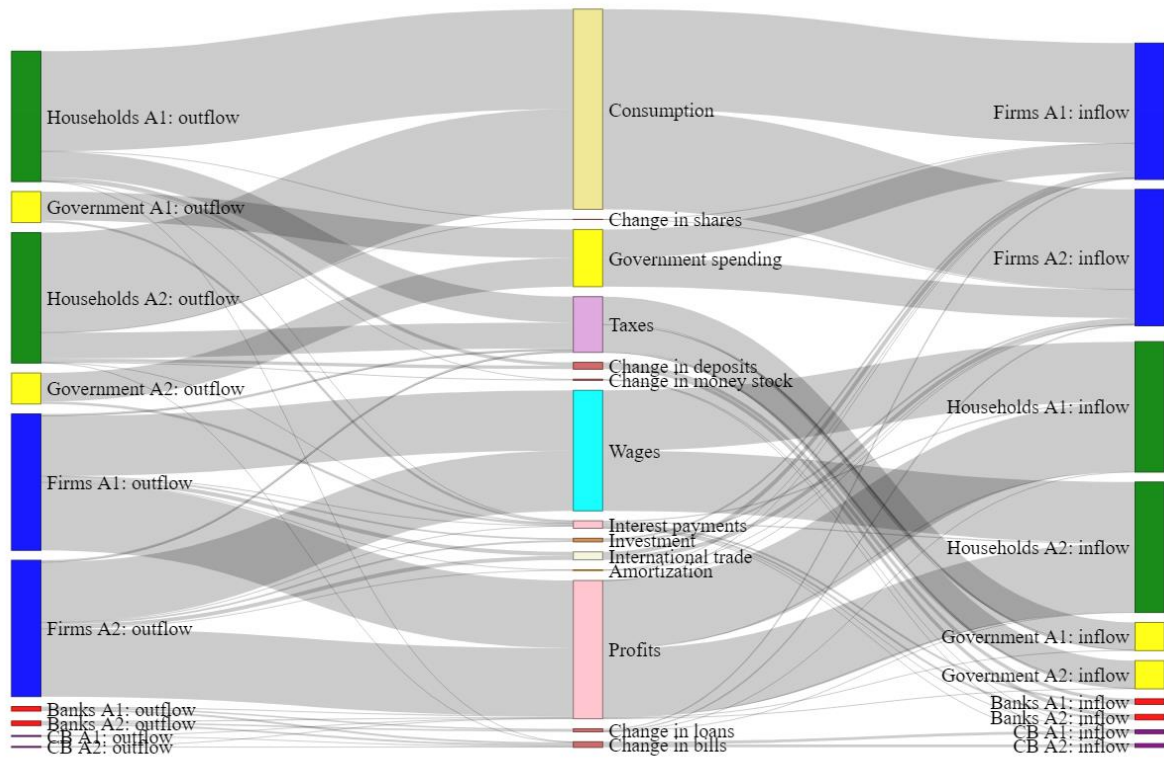 Households A1: outflow
Government A1: outflow
Households A2: outflow
Government A2: outflow
Firms A1: outflow
Firms A2: outflow
Banks A1: outflow
Banks A2: outflow
CB A1: outflow
CB A2: outflow
Consumption
Change in shares
Government spending
Taxes
Change in deposits
Change in money stock
Wages
Interest payments
Investment
International trade
Amortization
Profits
Change in loans
Change in bills
Firms A1: inflow
Firms A2: inflow
Households A1: inflow
Households A2: inflow
Government A1: inflow
Government A2: inflow
Banks A1: inflow
Banks A2: inflow
CB A1: inflow
CB A2: inflow